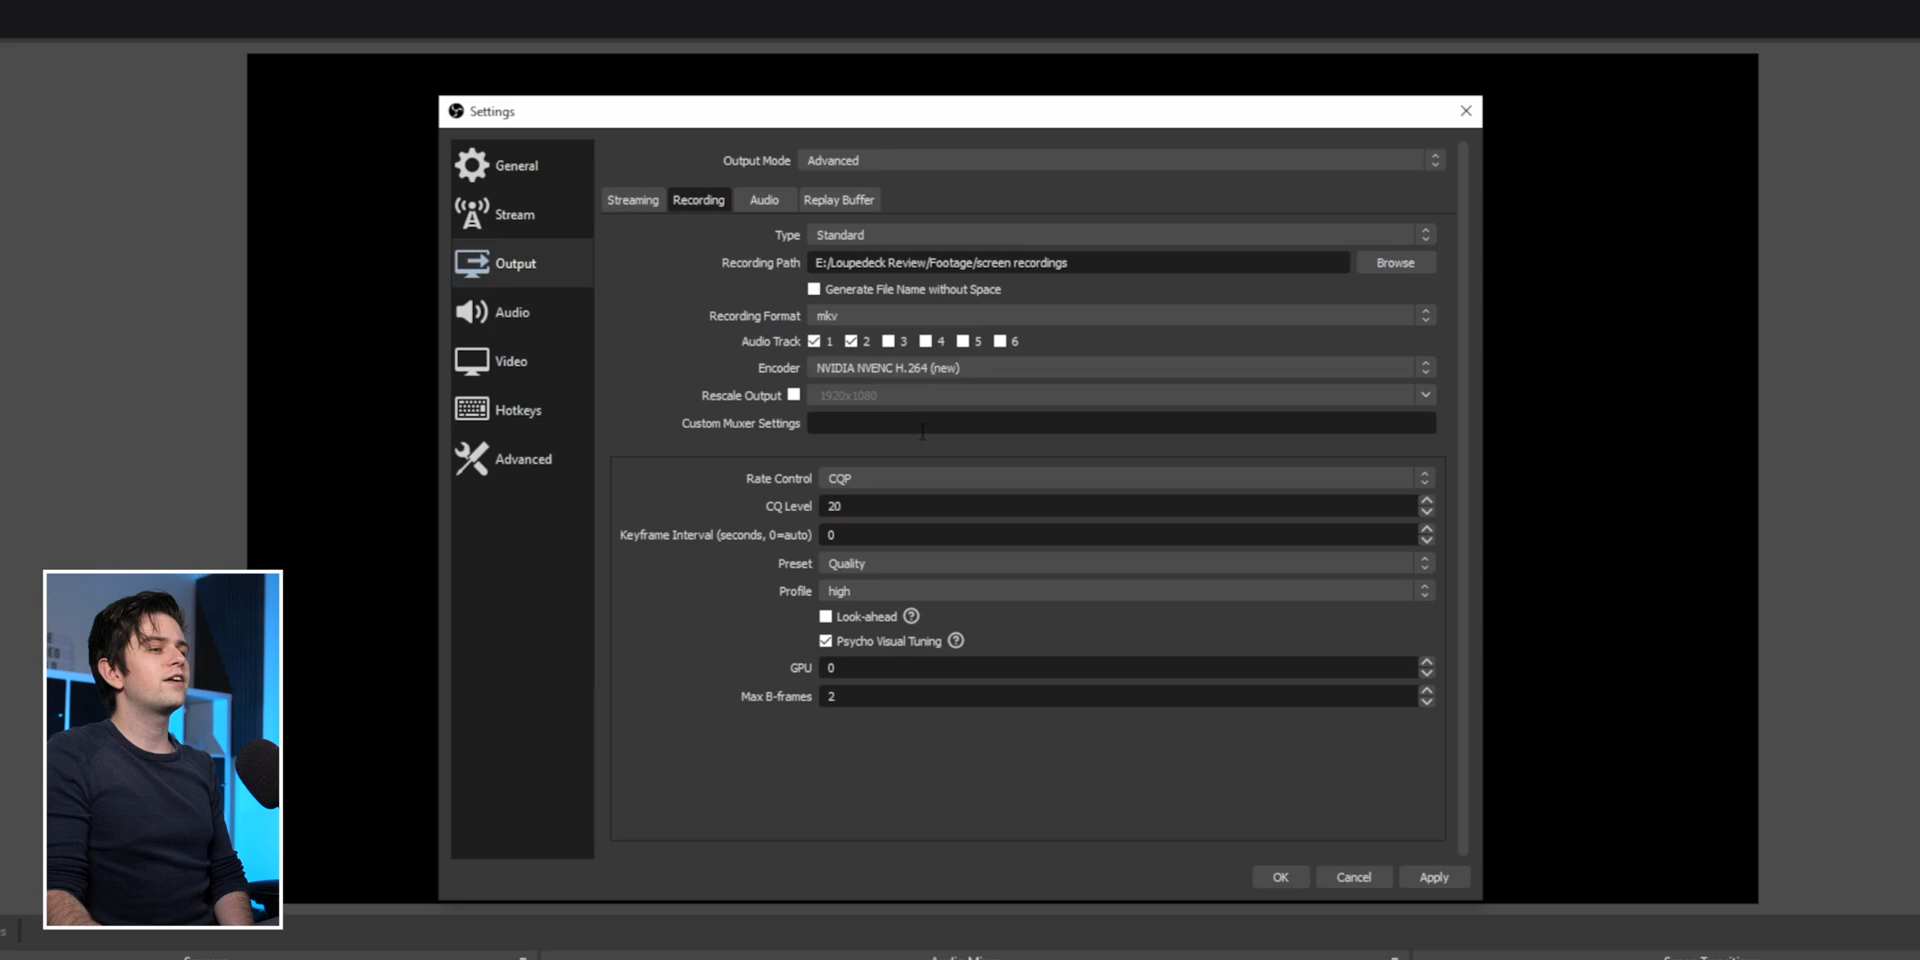 Settings
General
Stream
Output
Audio
Video
Hotkeys
Advanced
Output Mode Advanced
Streaming Recording Audio Replay Buffer
Type Standard
Recording Path E:/Loupedeck Review/Footage/screen recordings Browse
Generate File Name without Space
Recording Format mkv
Audio Track 1 2 3 4 5 6
Encoder NVIDIA NVENC H.264 (new)
Rescale Output 1920x1080
Custom Muxer Settings
Rate Control CQP
CQ Level 20
Keyframe Interval (seconds, 0=auto) 0
Preset Quality
Profile high
Look-ahead ?
Psycho Visual Tuning ?
GPU 0
Max B-frames 2
OK Cancel Apply